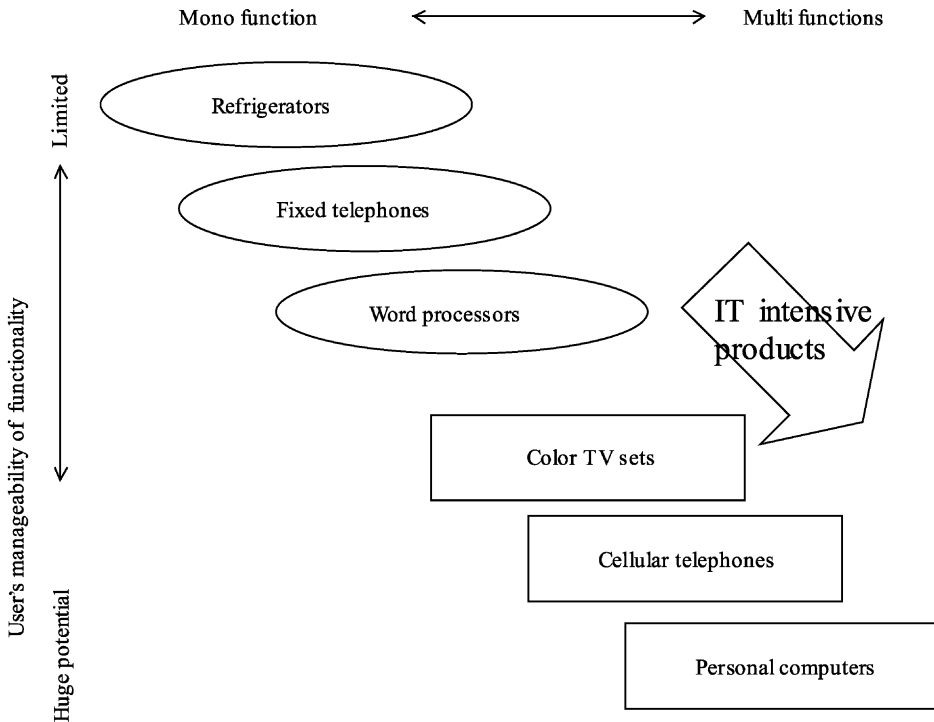 Mono function
Multi functions
Limited
Refrigerators
Fixed telephones
Word processors
IT intensive
products
User's manageability of functionality
Color TV sets
Cellular telephones
Huge potential
Personal computers